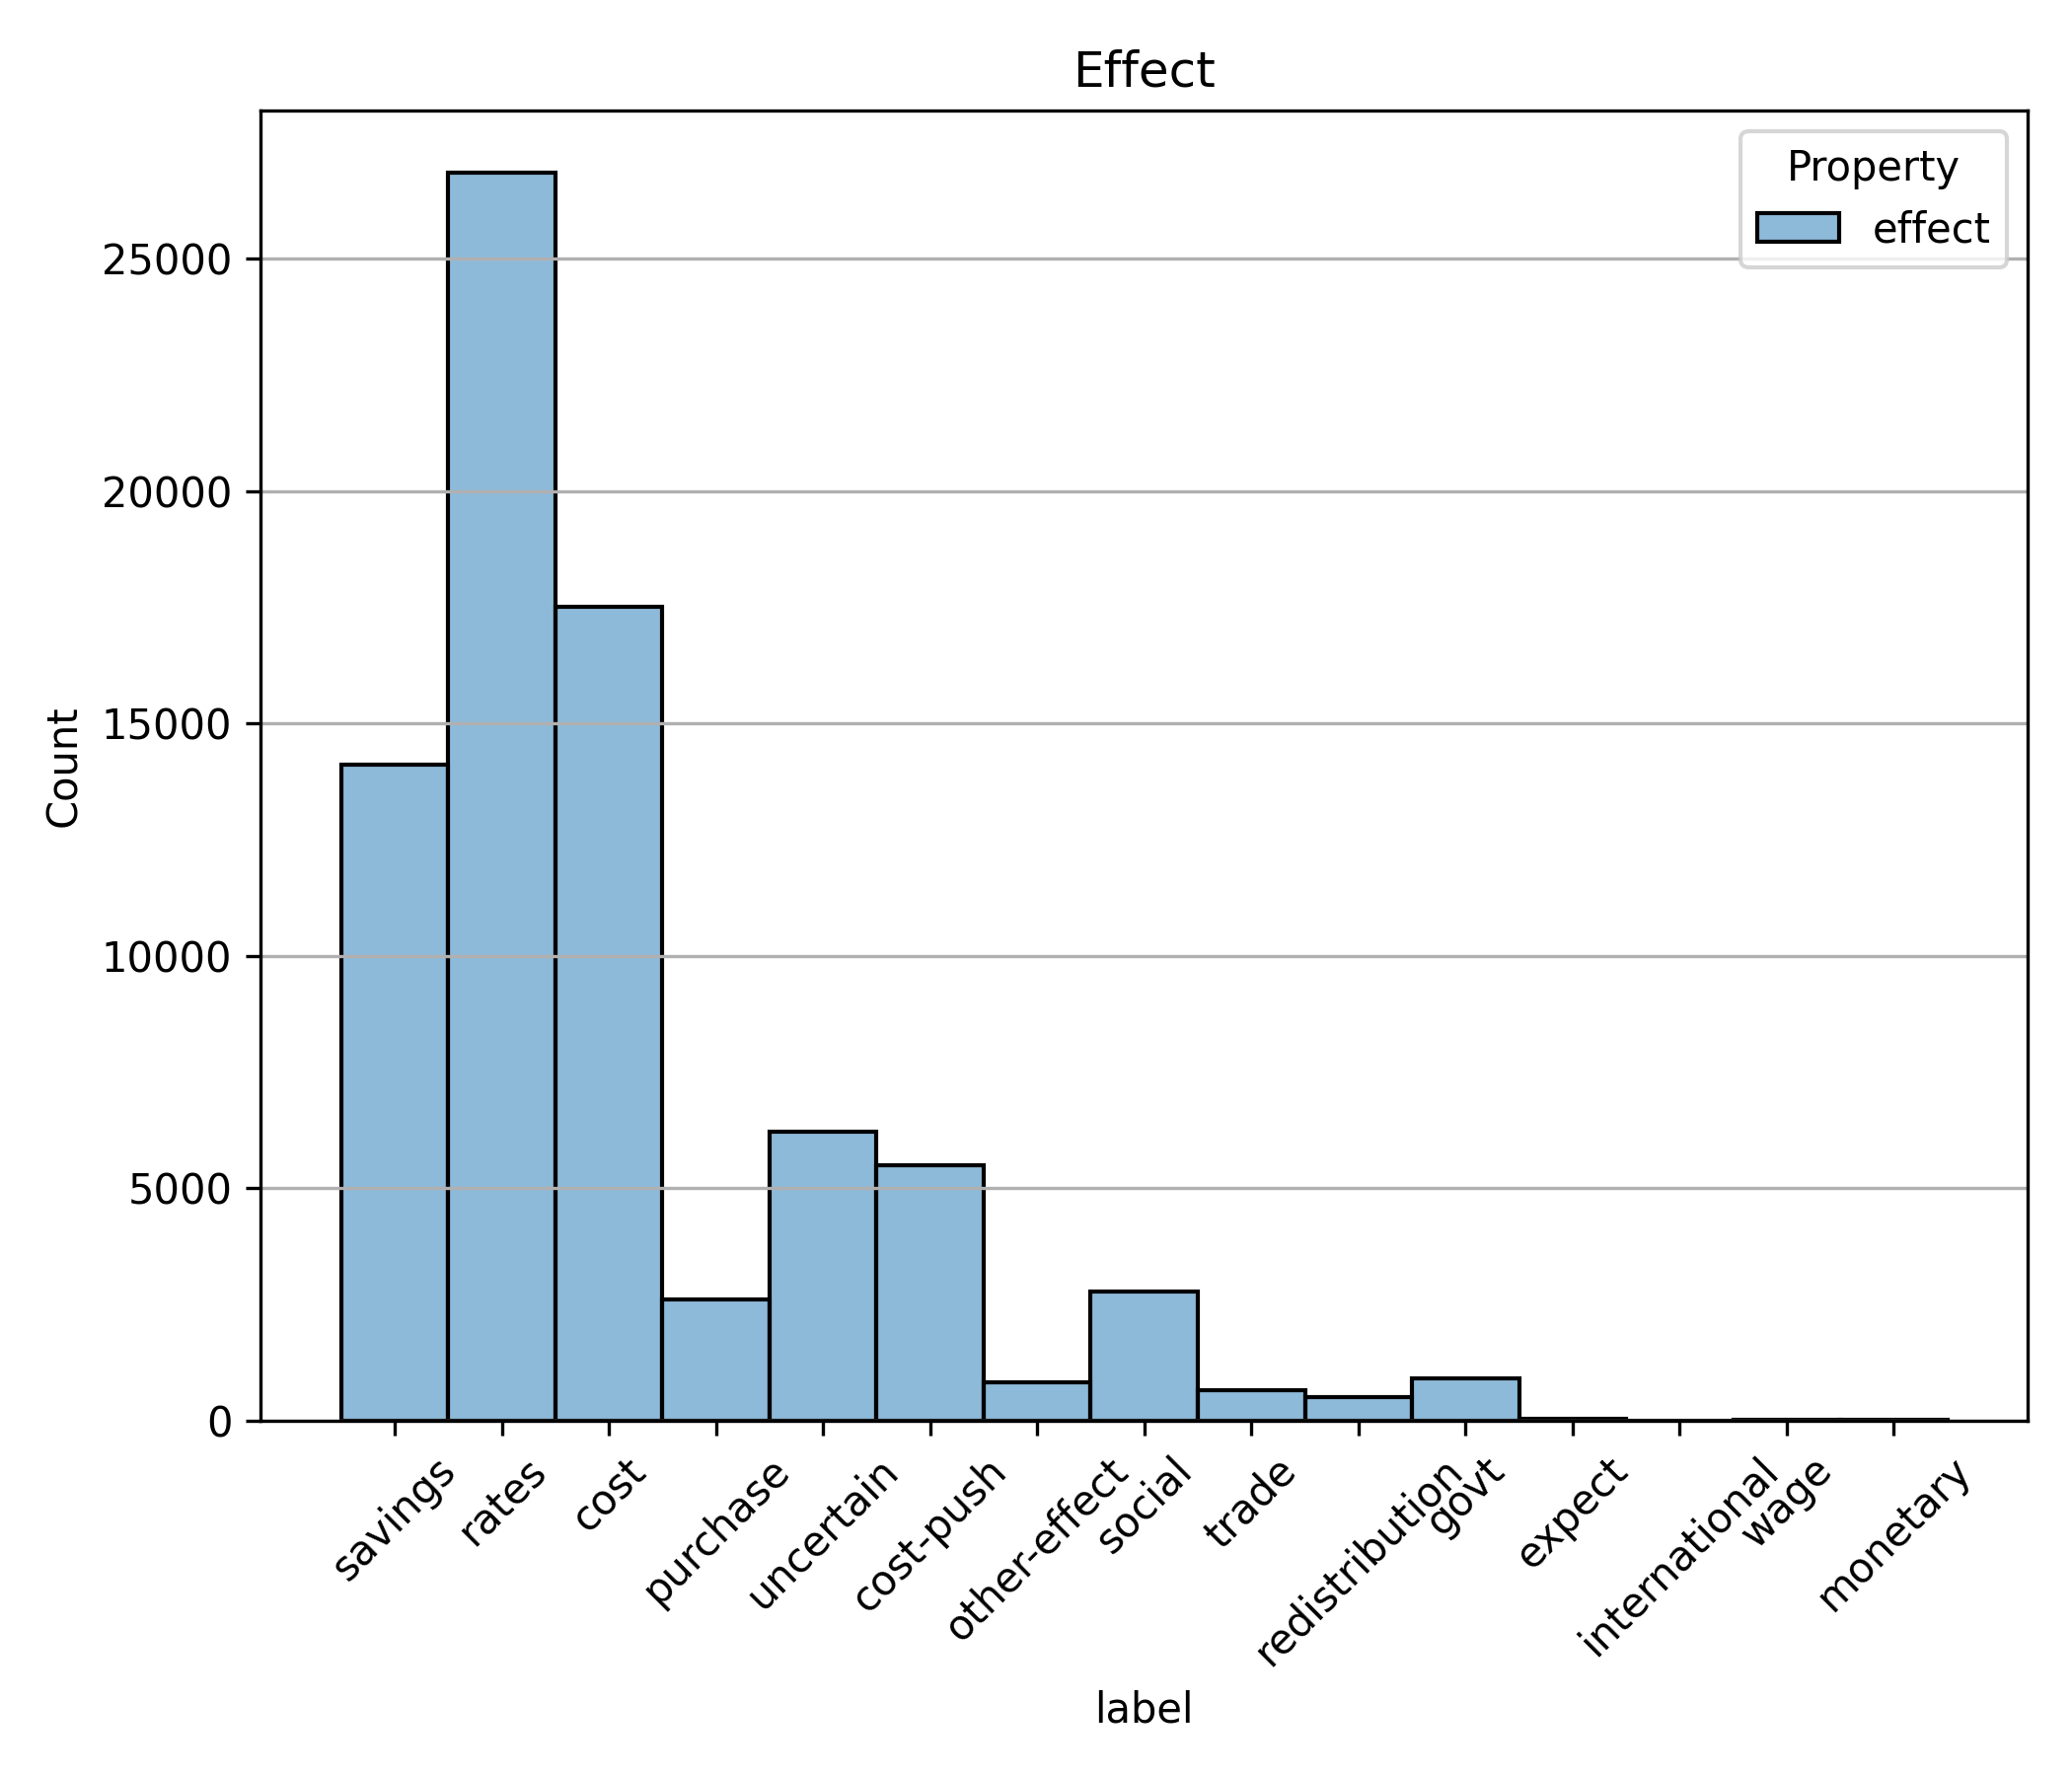 Effect
Property
effect
25000
20000
15000
10000
5000
0
Count
savings
rates
cost
purchase
uncertain
cost-push
other-effect
social
trade
redistribution
govt
expect
international
wage
monetary
label